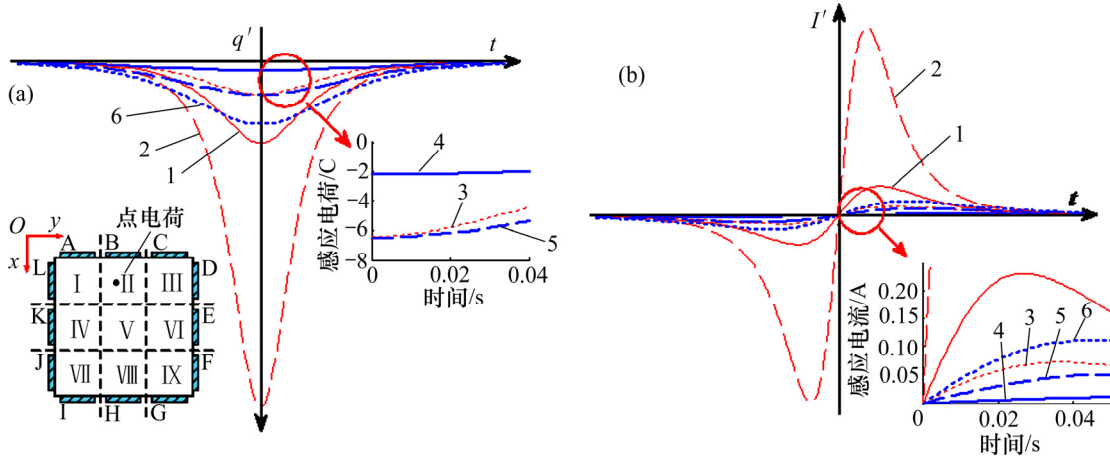 (a)
q′
t
6
2
1
0
−2
−4
−6
−8
感应电荷/C
4
3
5
0
0.02
0.04
时间/s
点电荷
O
y
x
A
B
C
L
D
K
E
J
F
I
H
G
Ⅰ
Ⅱ
Ⅲ
Ⅳ
Ⅴ
Ⅵ
Ⅶ
Ⅷ
Ⅸ
(b)
I′
t
2
1
0.20
0.10
0.05
感应电流/A
4
3
5
6
0
0.02
0.04
时间/s